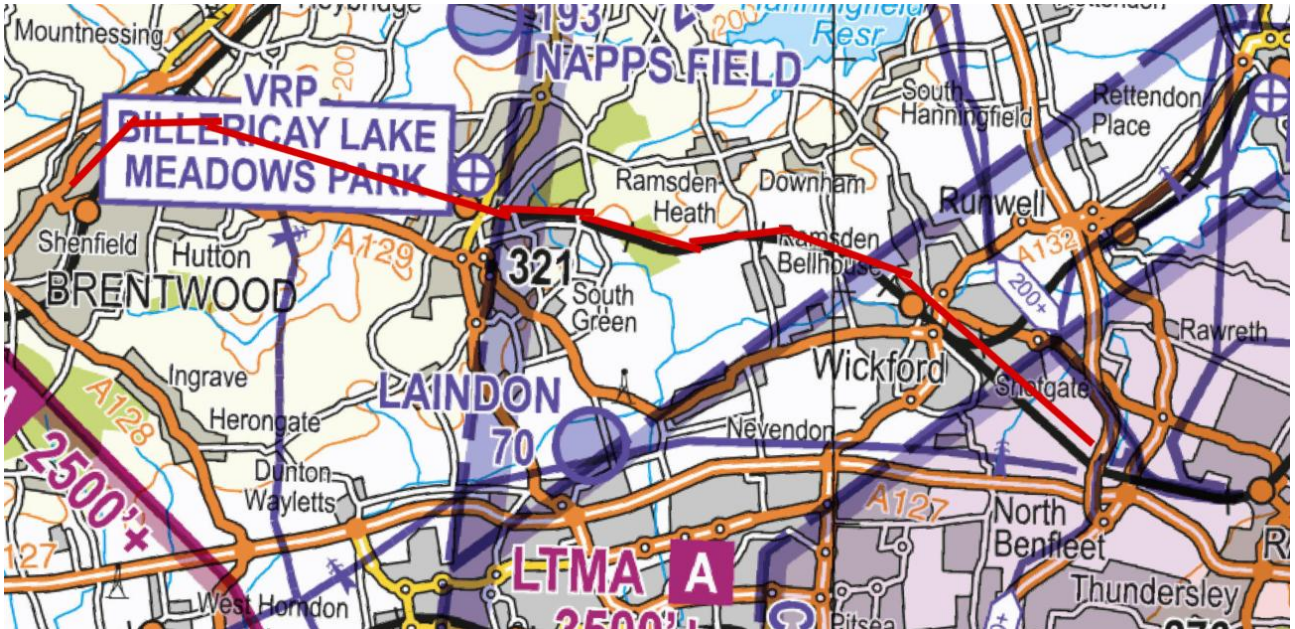 193
Mountnessing
Resr
NAPPS FIELD
200
VRP
BILLERICAY LAKE
MEADOWS PARK
South
Hanningfield
Rettendon
Place
Ramsden
Heath
Downham
Runwell
Shenfield
Hutton
A129
BRENTWOOD
321
Ramsden
Bellhouse
A132
South
Green
200+
Rawreth
Wickford
Ingrave
A128
Herongate
LAINDON
70
Shotgate
Nevendon
2500'
Dunton
Wayletts
A127
North
Benfleet
127
LTMA A
2500'
West Horndon
Thundersley
Pitsea